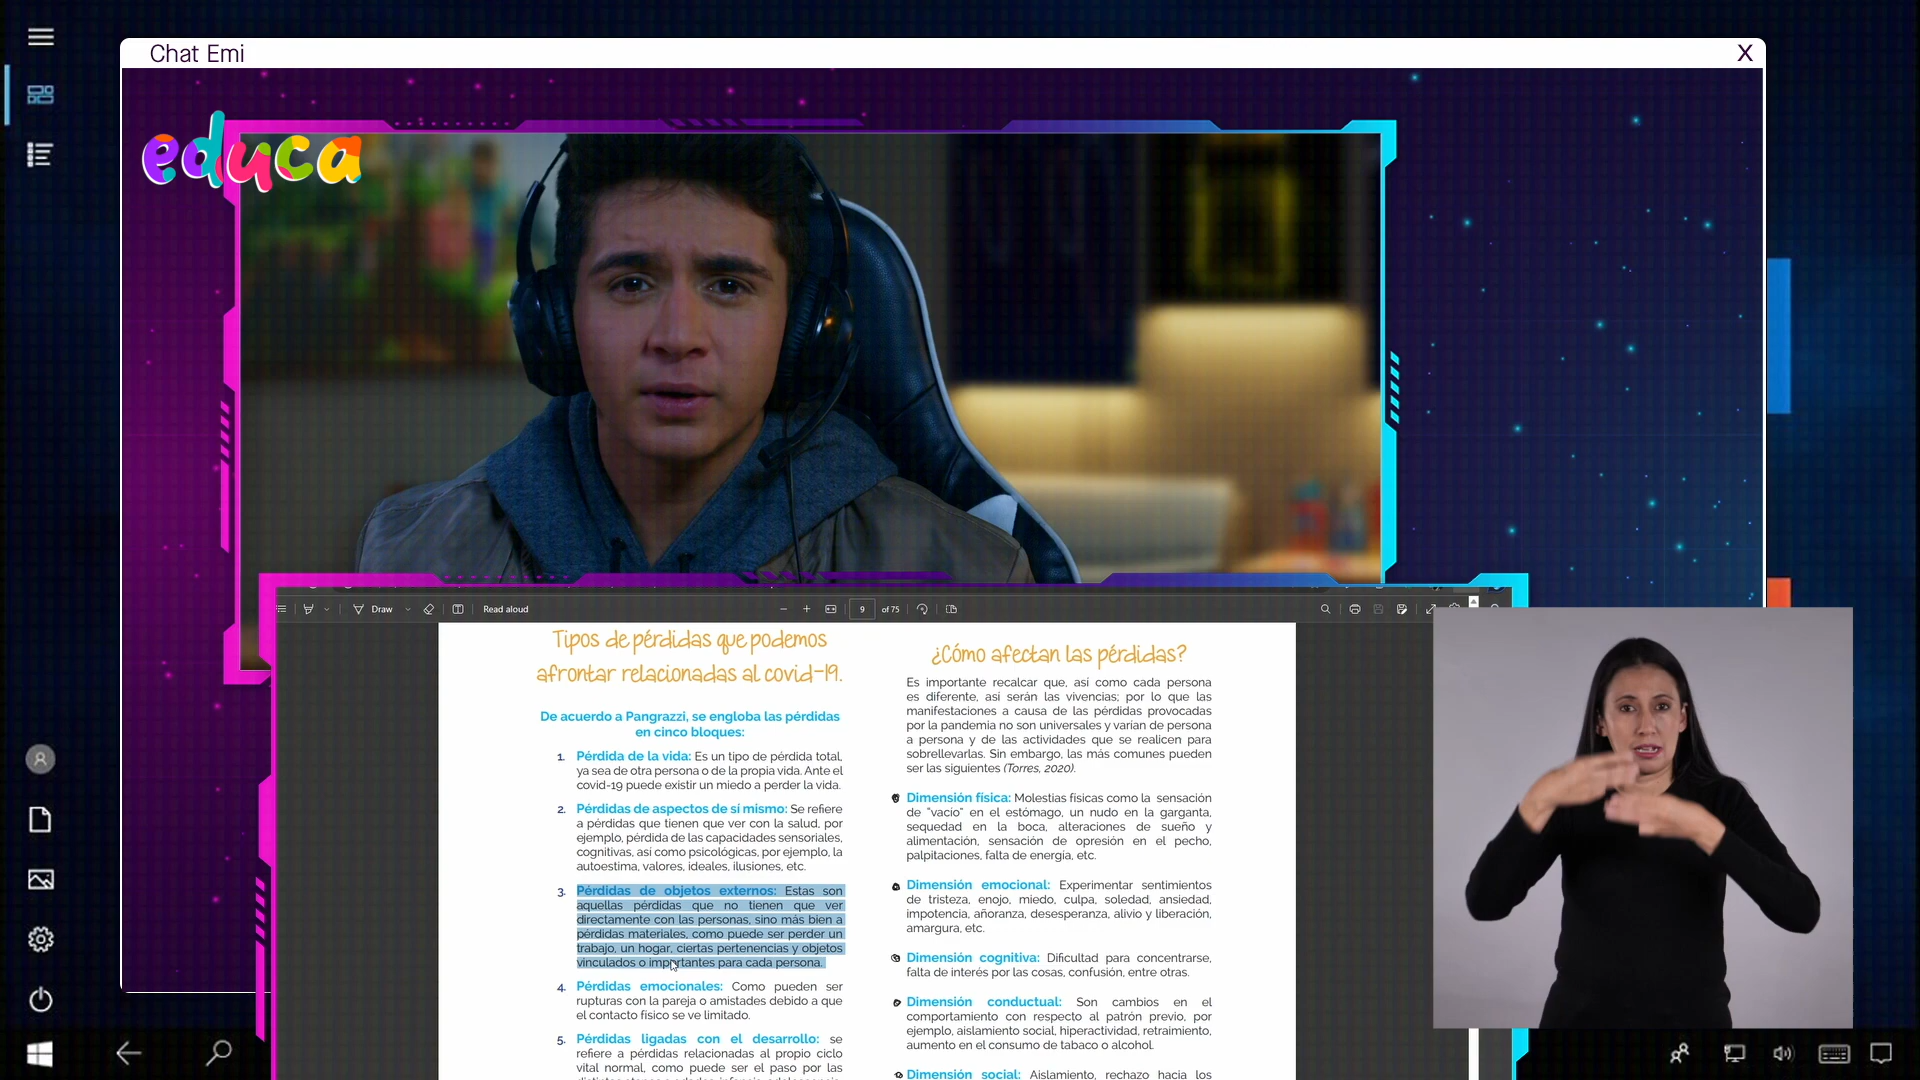 Chat Emi
X
educa
Draw
Read aloud
9
of 75
Tipos de pérdidas que podemos
afrontar relacionadas al covid-19.
De acuerdo a Pangrazzi, se engloba las pérdidas
en cinco bloques:
1. Pérdida de la vida: Es un tipo de pérdida total,
ya sea de otra persona o de la propia vida. Ante el
covid-19 puede existir un miedo a perder la vida.
2. Pérdidas de aspectos de sí mismo: Se refiere
a pérdidas que tienen que ver con la salud, por
ejemplo, pérdida de las capacidades sensoriales,
cognitivas, así como psicológicas, por ejemplo, la
autoestima, valores, ideales, ilusiones, etc.
3. Pérdidas de objetos externos: Estas son
aquellas pérdidas que no tienen que ver
directamente con las personas, sino más bien a
pérdidas materiales, como puede ser perder un
trabajo, un hogar, ciertas pertenencias y objetos
vinculados o importantes para cada persona.
4. Pérdidas emocionales: Como pueden ser
rupturas con la pareja o amistades debido a que
el contacto físico se ve limitado.
5. Pérdidas ligadas con el desarrollo: se
refiere a pérdidas relacionadas al propio ciclo
vital normal, como puede ser el paso por las
¿Cómo afectan las pérdidas?
Es importante recalcar que, así como cada persona
es diferente, así serán las vivencias; por lo que las
manifestaciones a causa de las pérdidas provocadas
por la pandemia no son universales y varían de persona
a persona y de las actividades que se realicen para
sobrellevarlas. Sin embargo, las más comunes pueden
ser las siguientes (Torres, 2020).
Dimensión física: Molestias físicas como la sensación
de "vacío" en el estómago, un nudo en la garganta,
sequedad en la boca, alteraciones de sueño y
alimentación, sensación de opresión en el pecho,
palpitaciones, falta de energía, etc.
Dimensión emocional: Experimentar sentimientos
de tristeza, enojo, miedo, culpa, soledad, ansiedad,
impotencia, añoranza, desesperanza, alivio y liberación,
amargura, etc.
Dimensión cognitiva: Dificultad para concentrarse,
falta de interés por las cosas, confusión, entre otras.
Dimensión conductual: Son cambios en el
comportamiento con respecto al patrón previo, por
ejemplo, aislamiento social, hiperactividad, retraimiento,
aumento en el consumo de tabaco o alcohol.
Dimensión social: Aislamiento, rechazo hacia los